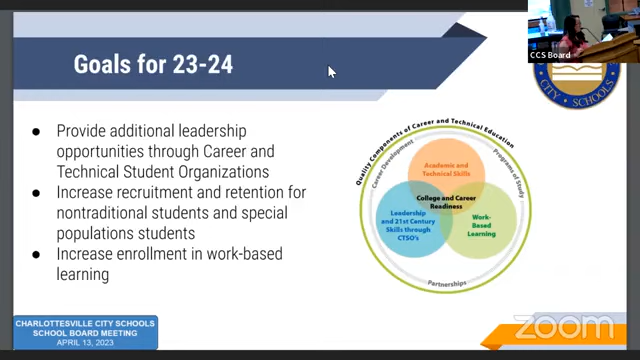 Goals for 23-24
CCS Board
CITY SCHOOLS
● Provide additional leadership
opportunities through Career and
Technical Student Organizations
● Increase recruitment and retention for
nontraditional students and special
populations students
● Increase enrollment in work-based
learning
Quality Components of Career and Technical Education
Career Development
Programs of Study
Partnerships
Academic and
Technical Skills
College and Career
Readiness
Leadership
and 21st Century
Skills through
CTSO's
Work-
Based
Learning
CHARLOTTESVILLE CITY SCHOOLS
SCHOOL BOARD MEETING
APRIL 13, 2023
zoom